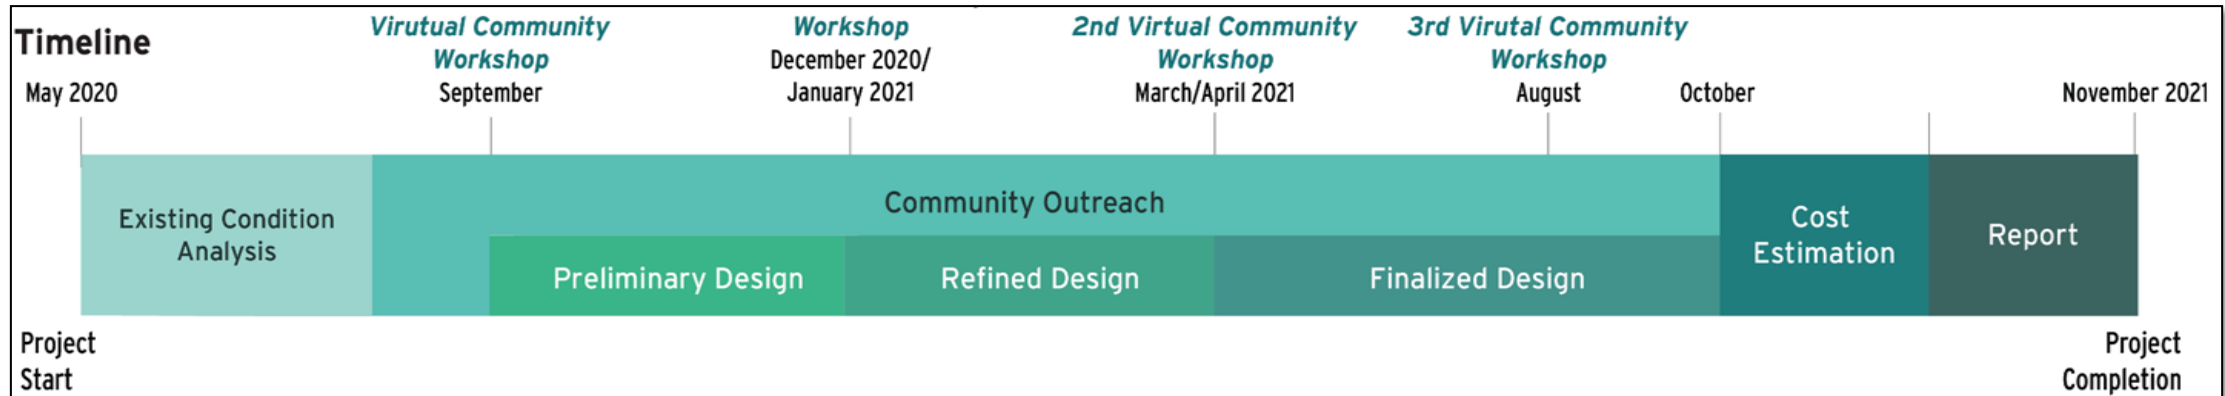 Timeline
May 2020
Virutual Community
Workshop
September
Workshop
December 2020/
January 2021
2nd Virtual Community
Workshop
March/April 2021
3rd Virutal Community
Workshop
August
October
November 2021
Existing Condition
Analysis
Community Outreach
Preliminary Design
Refined Design
Finalized Design
Cost
Estimation
Report
Project
Start
Project
Completion